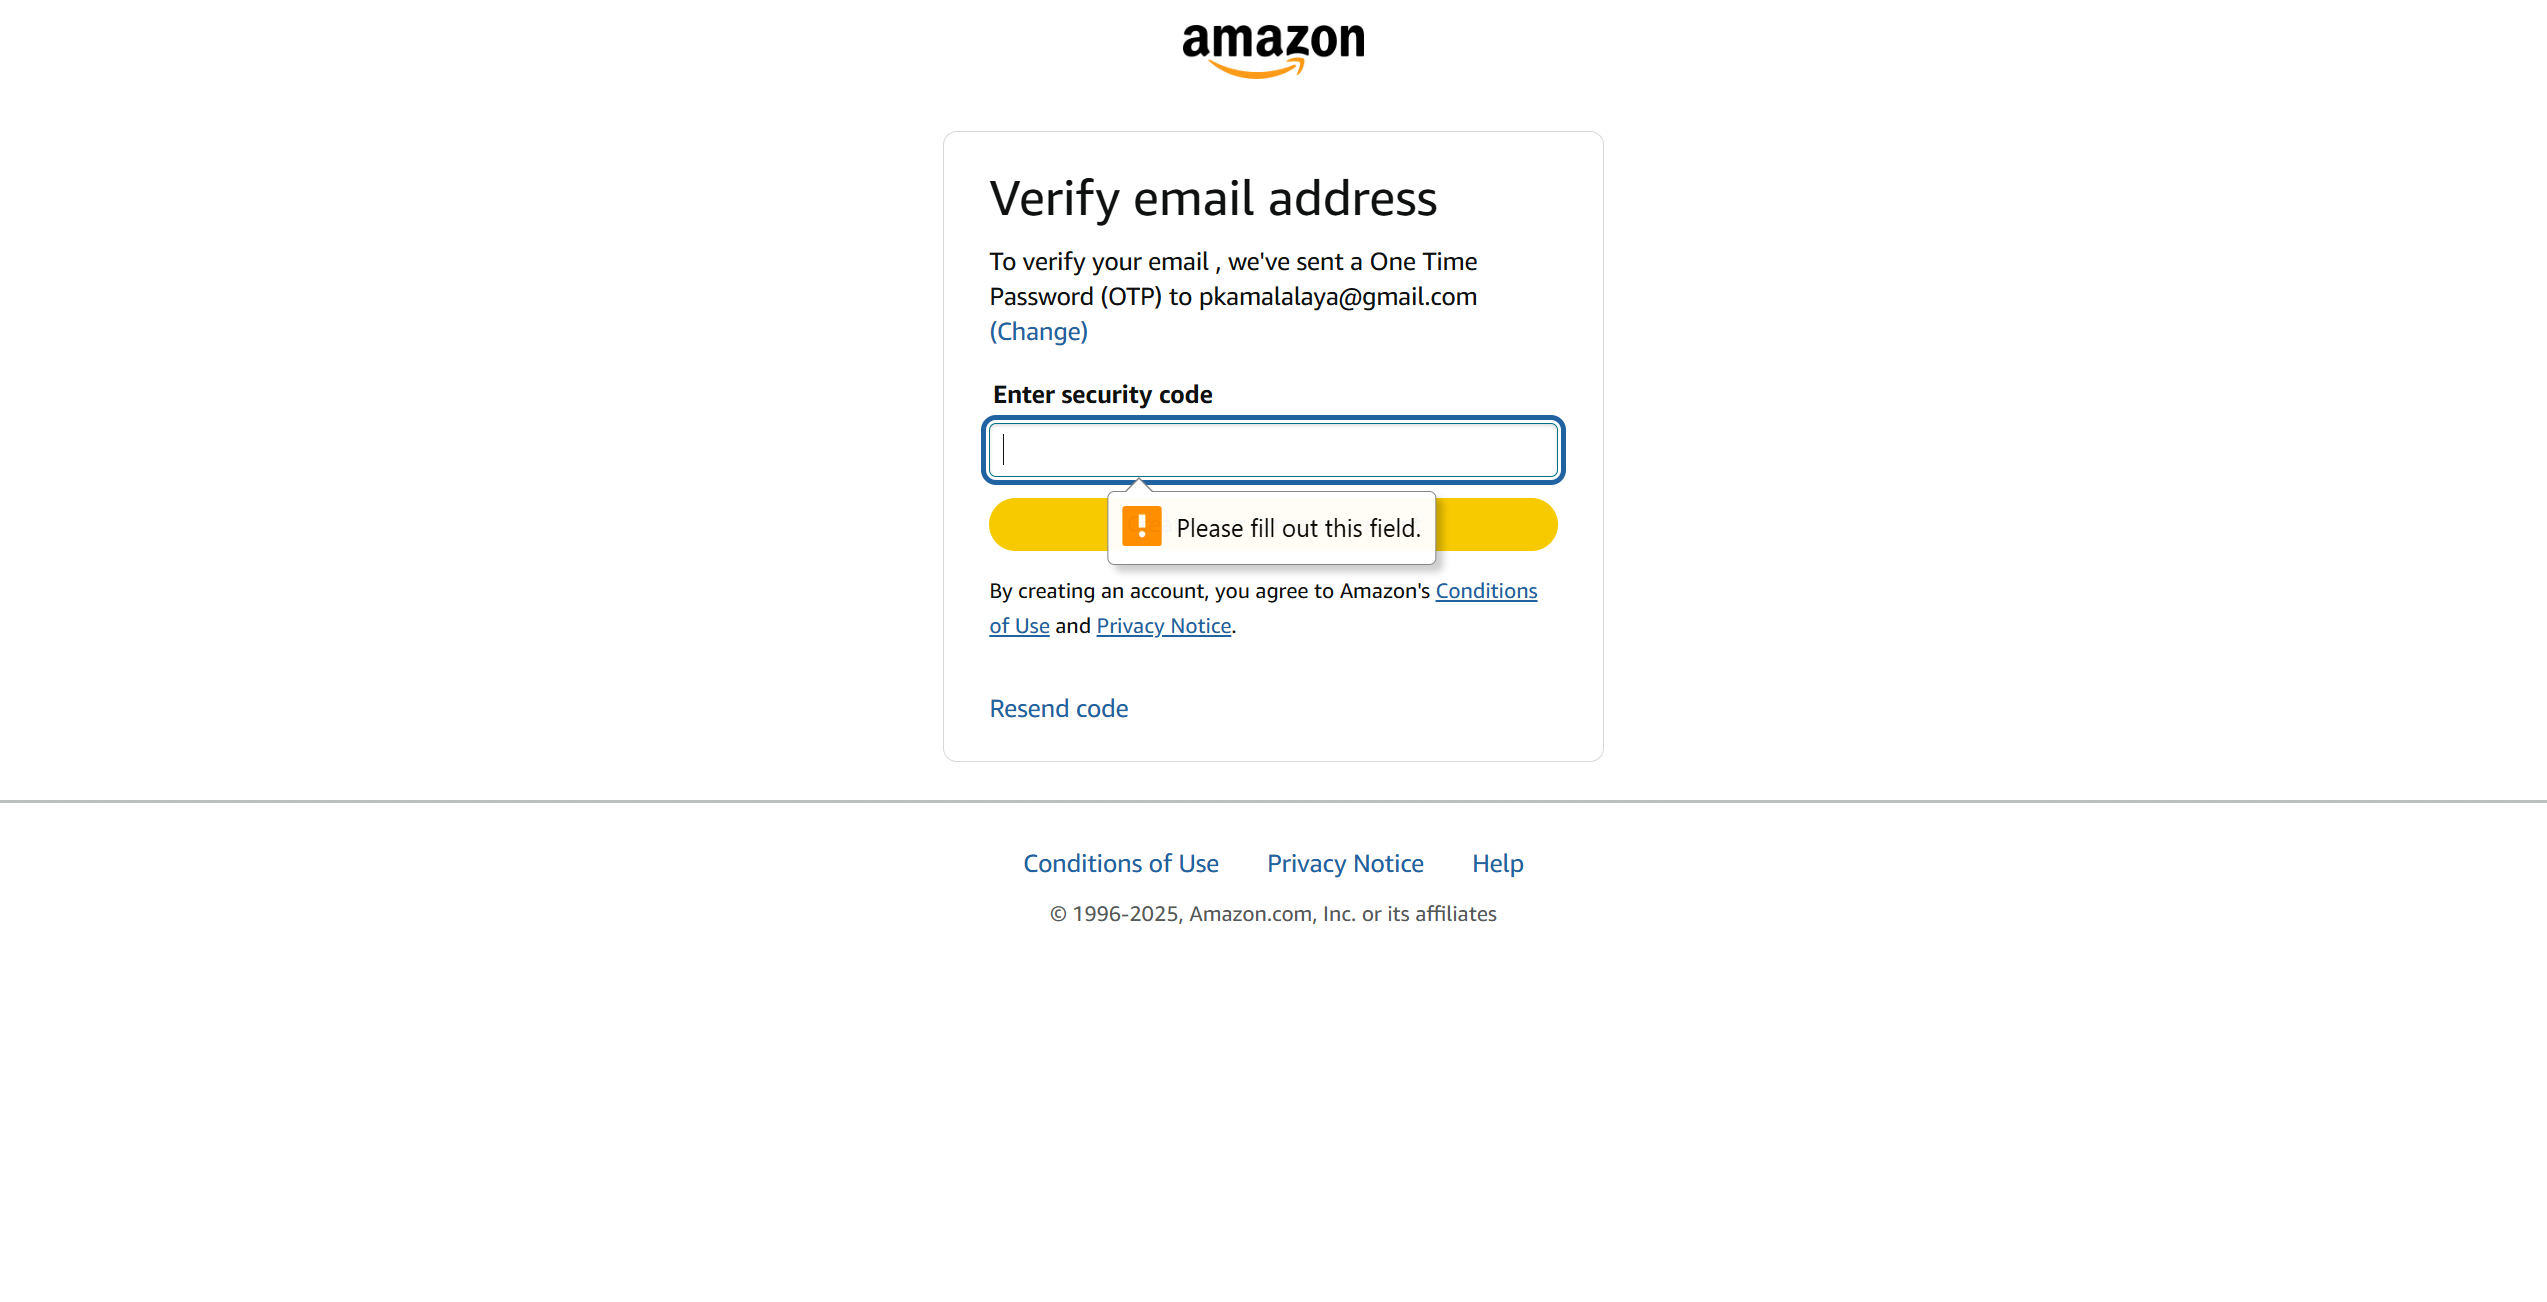 amazon
Verify email address
To verify your email , we've sent a One Time
Password (OTP) to pkamalalaya@gmail.com
(Change)
Enter security code
Please fill out this field.
By creating an account, you agree to Amazon's Conditions
of Use and Privacy Notice.
Resend code
Conditions of Use Privacy Notice Help
© 1996-2025, Amazon.com, Inc. or its affiliates